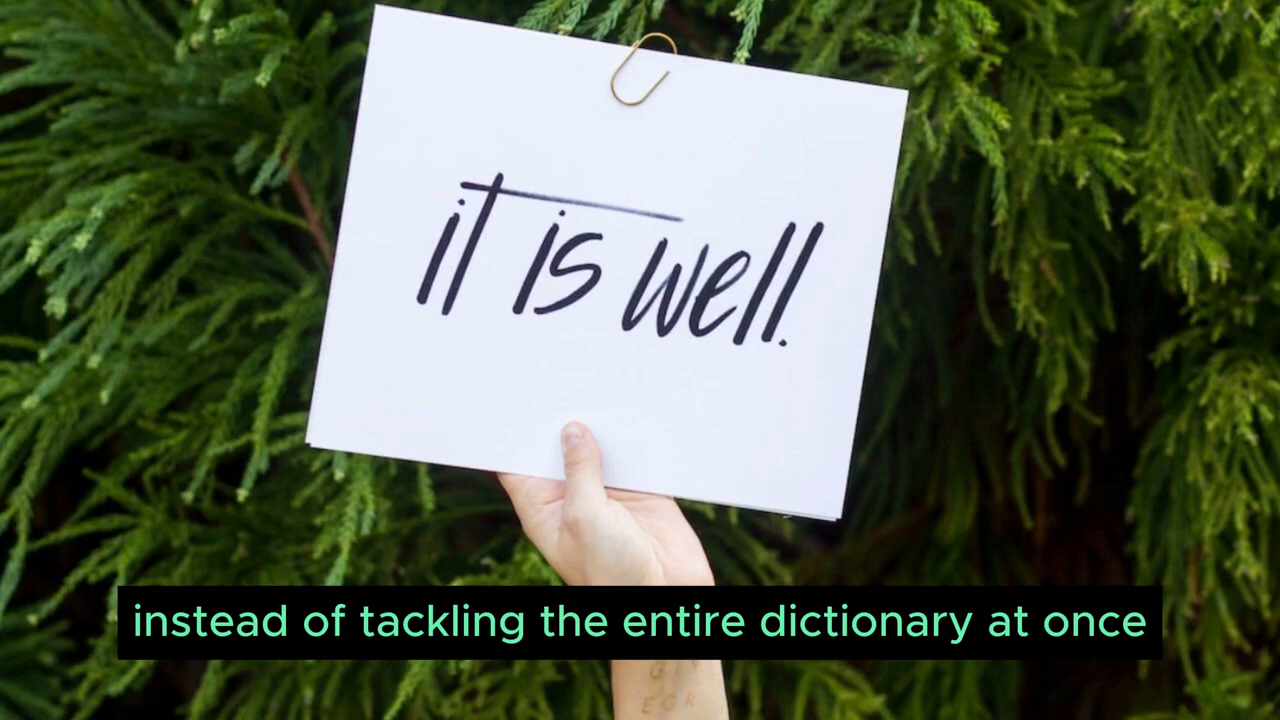 it is well.
instead of tackling the entire dictionary at once